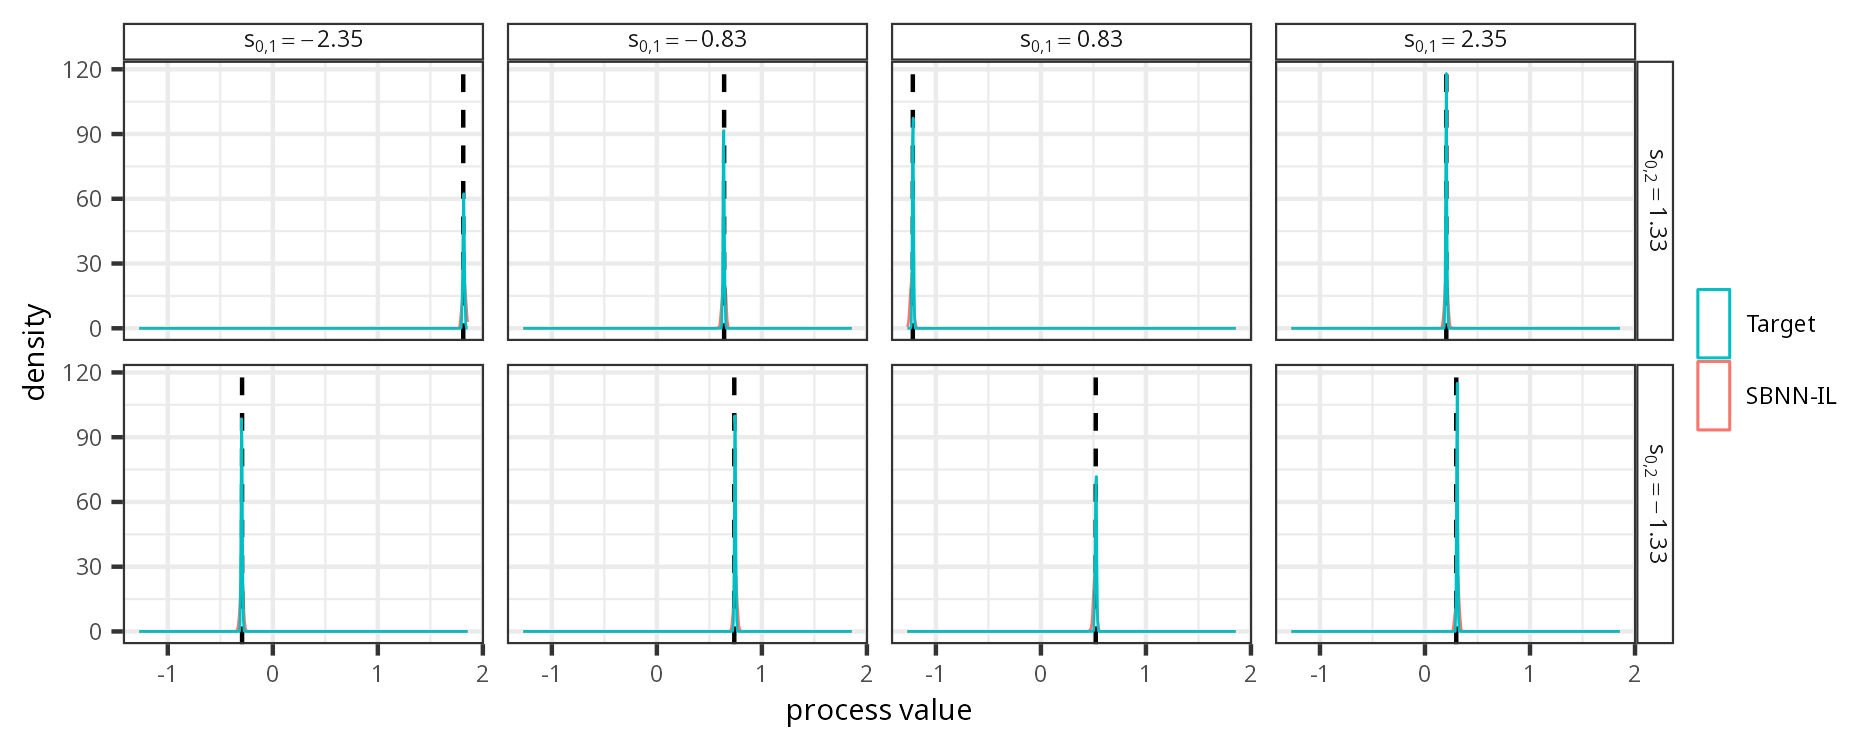 s0,1 = −2.35
s0,1 = −0.83
s0,1 = 0.83
s0,1 = 2.35
120
90
60
30
0
s0,2 = 1.33
120
90
60
30
0
s0,2 = −1.33
density
-1 0 1 2
-1 0 1 2
-1 0 1 2
-1 0 1 2
process value
Target
SBNN-IL